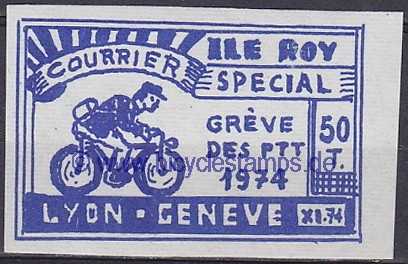 ILE ROY
COURRIER SPECIAL
GRÈVE
DES PTT
1974
50
T.
LYON - GENEVE XI.74
www.bicyclestamps.de